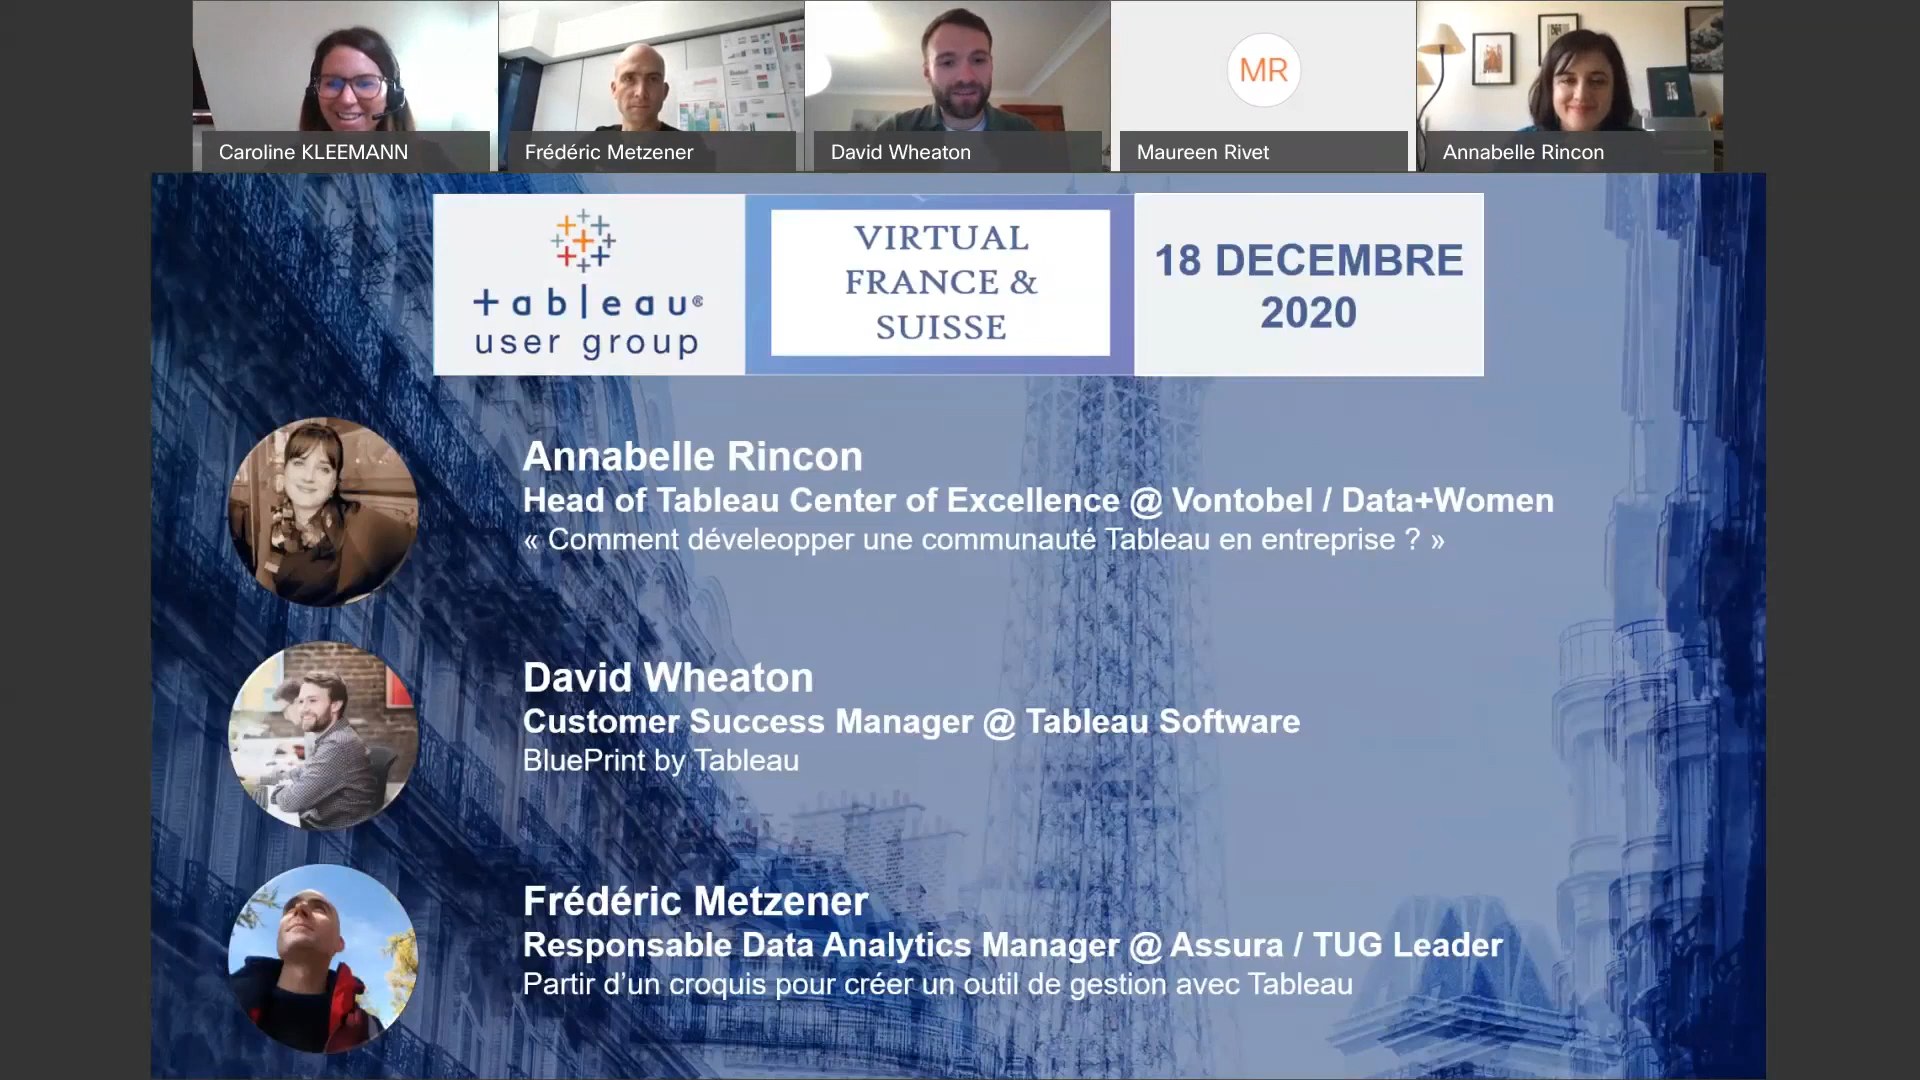 Caroline KLEEMANN
Frédéric Metzener
David Wheaton
MR
Maureen Rivet
Annabelle Rincon
+ableau®
user group
VIRTUAL
FRANCE &
SUISSE
18 DECEMBRE
2020
Annabelle Rincon
Head of Tableau Center of Excellence @ Vontobel / Data+Women
« Comment déveleopper une communauté Tableau en entreprise ? »
David Wheaton
Customer Success Manager @ Tableau Software
BluePrint by Tableau
Frédéric Metzener
Responsable Data Analytics Manager @ Assura / TUG Leader
Partir d’un croquis pour créer un outil de gestion avec Tableau